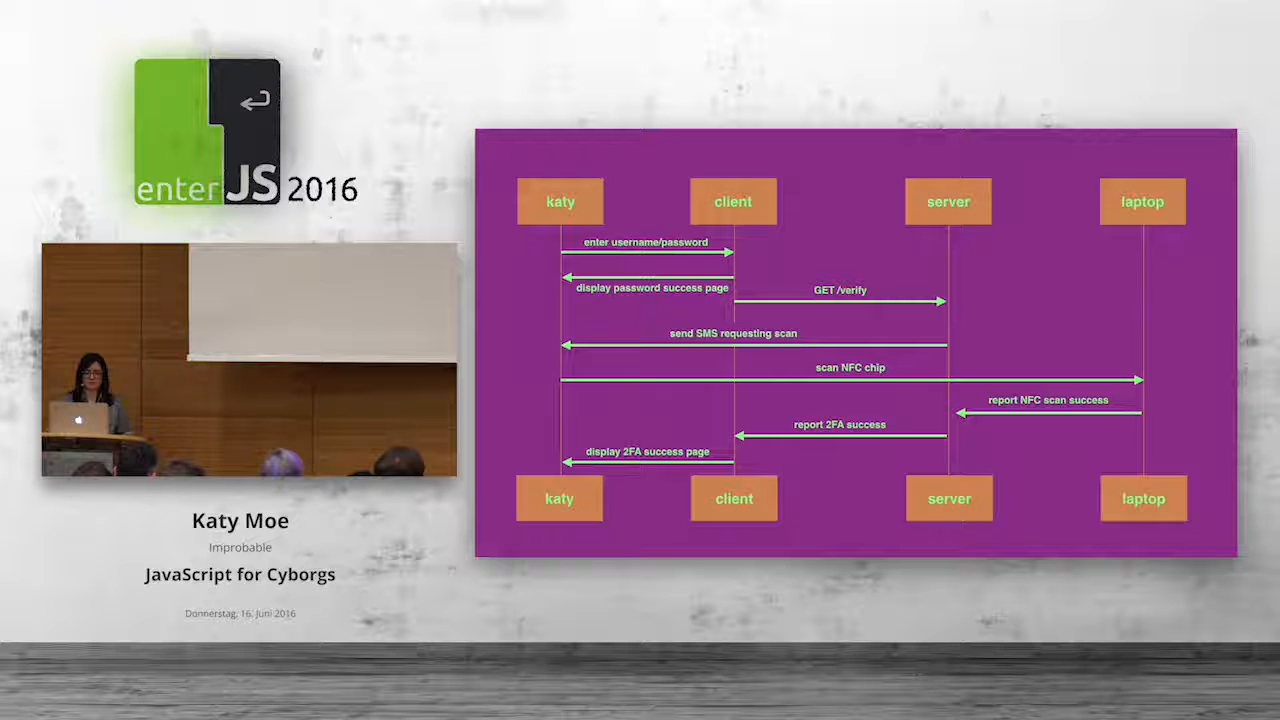 enterJS 2016
Katy Moe
Improbable
JavaScript for Cyborgs
Donnerstag, 16. Juni 2016
katy
client
server
laptop
enter username/password
display password success page
GET /verify
send SMS requesting scan
scan NFC chip
report NFC scan success
report 2FA success
display 2FA success page
katy
client
server
laptop